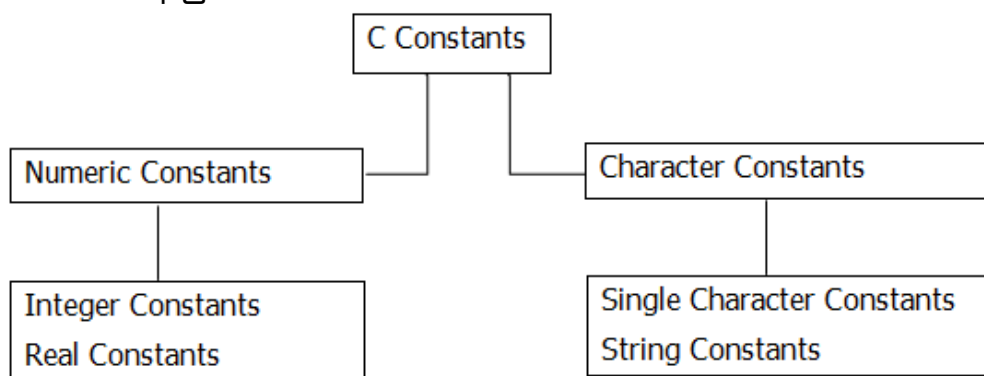 C Constants
Numeric Constants
Character Constants
Integer Constants
Real Constants
Single Character Constants
String Constants